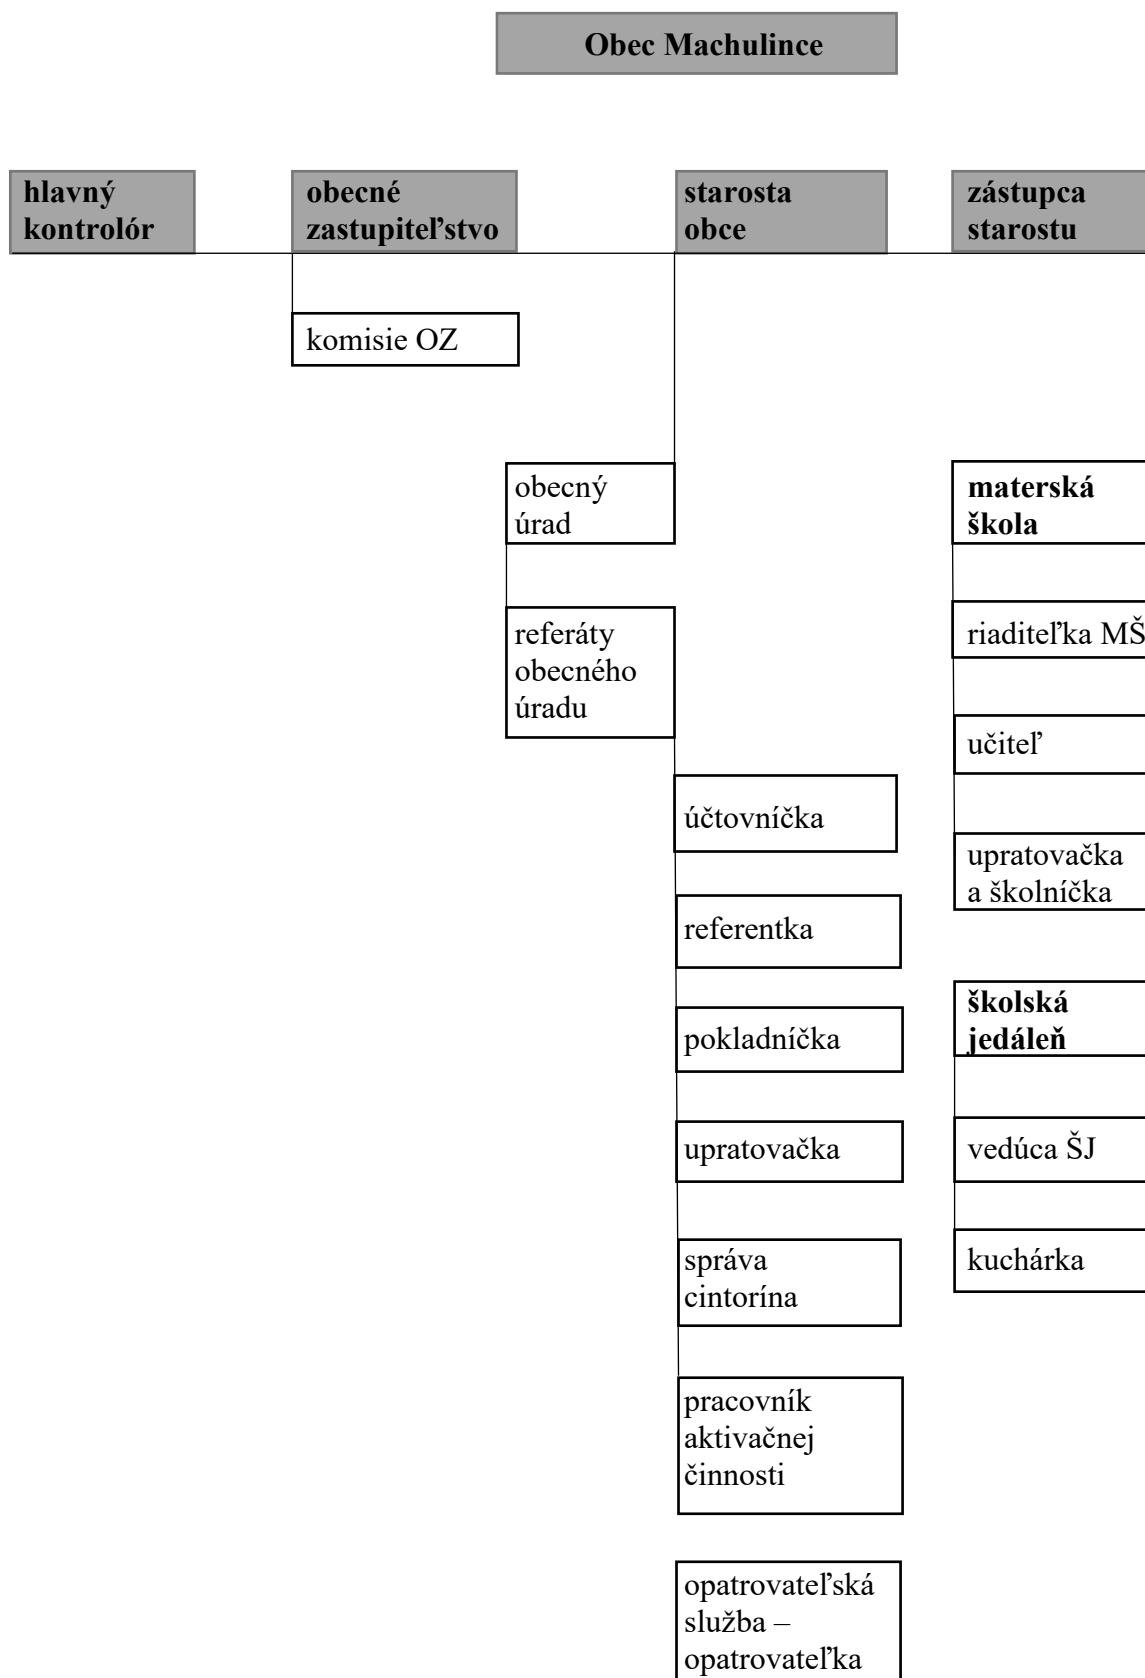 Obec Machulince
hlavný
kontrolór
obecné
zastupiteľstvo
starosta
obce
zástupca
starostu
komisie OZ
obecný
úrad
referáty
obecného
úradu
účtovníčka
referentka
pokladníčka
upratovačka
správa
cintorína
pracovník
aktivačnej
činnosti
opatrovateľská
služba –
opatrovateľka
materská
škola
riaditeľka MŠ
učiteľ
upratovačka
a školníčka
školská
jedáleň
vedúca ŠJ
kuchárka